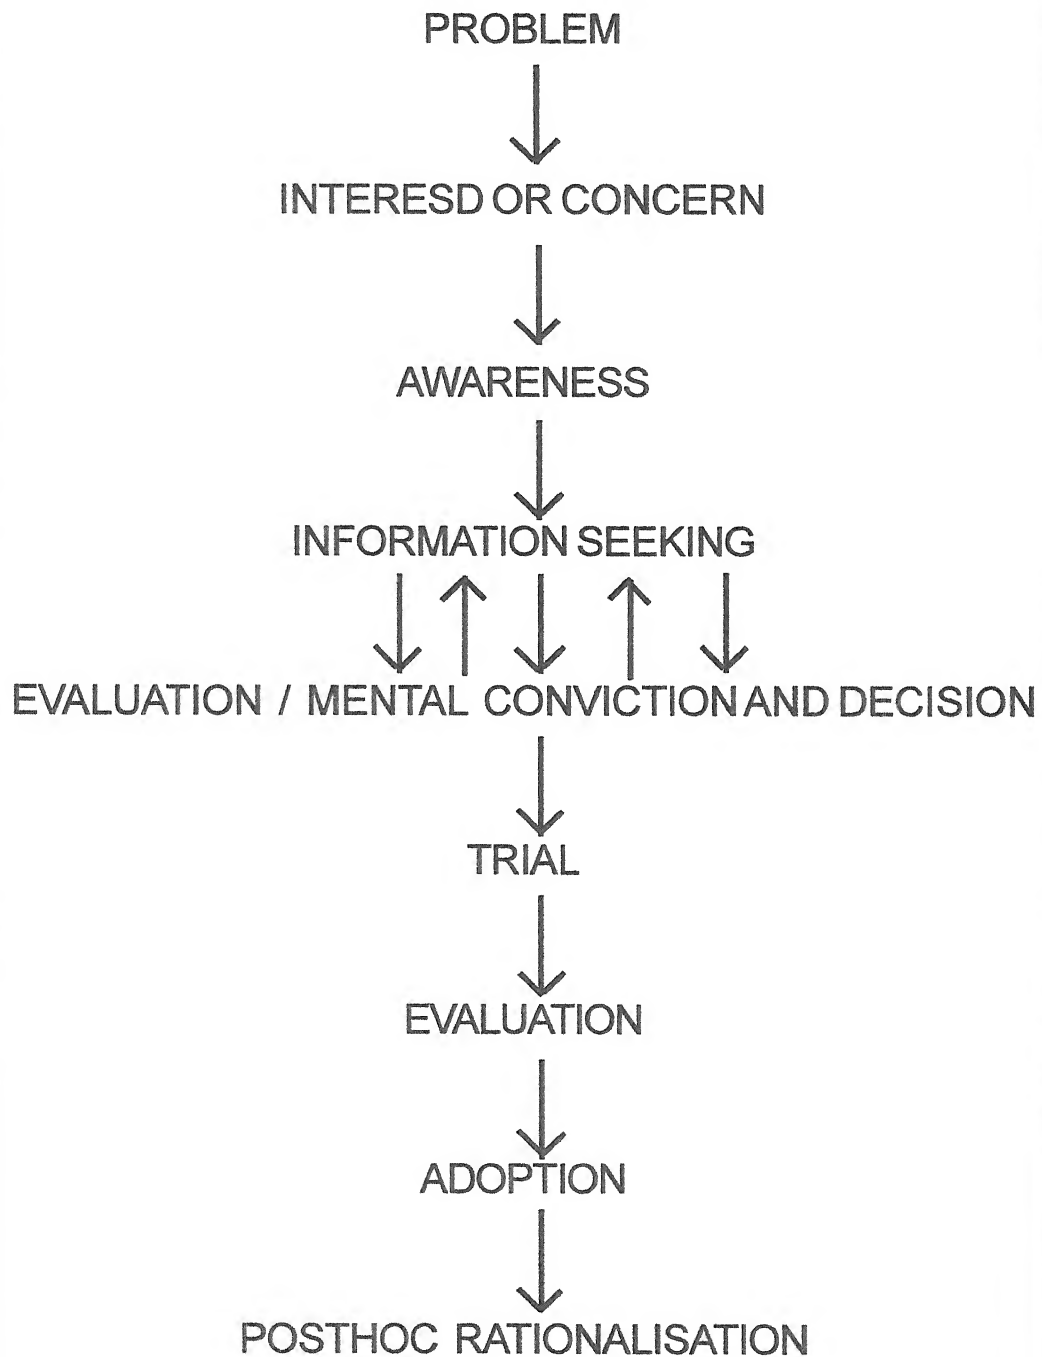 PROBLEM
INTERESD OR CONCERN
AWARENESS
INFORMATION SEEKING
EVALUATION / MENTAL CONVICTION AND DECISION
TRIAL
EVALUATION
ADOPTION
POSTHOC RATIONALISATION